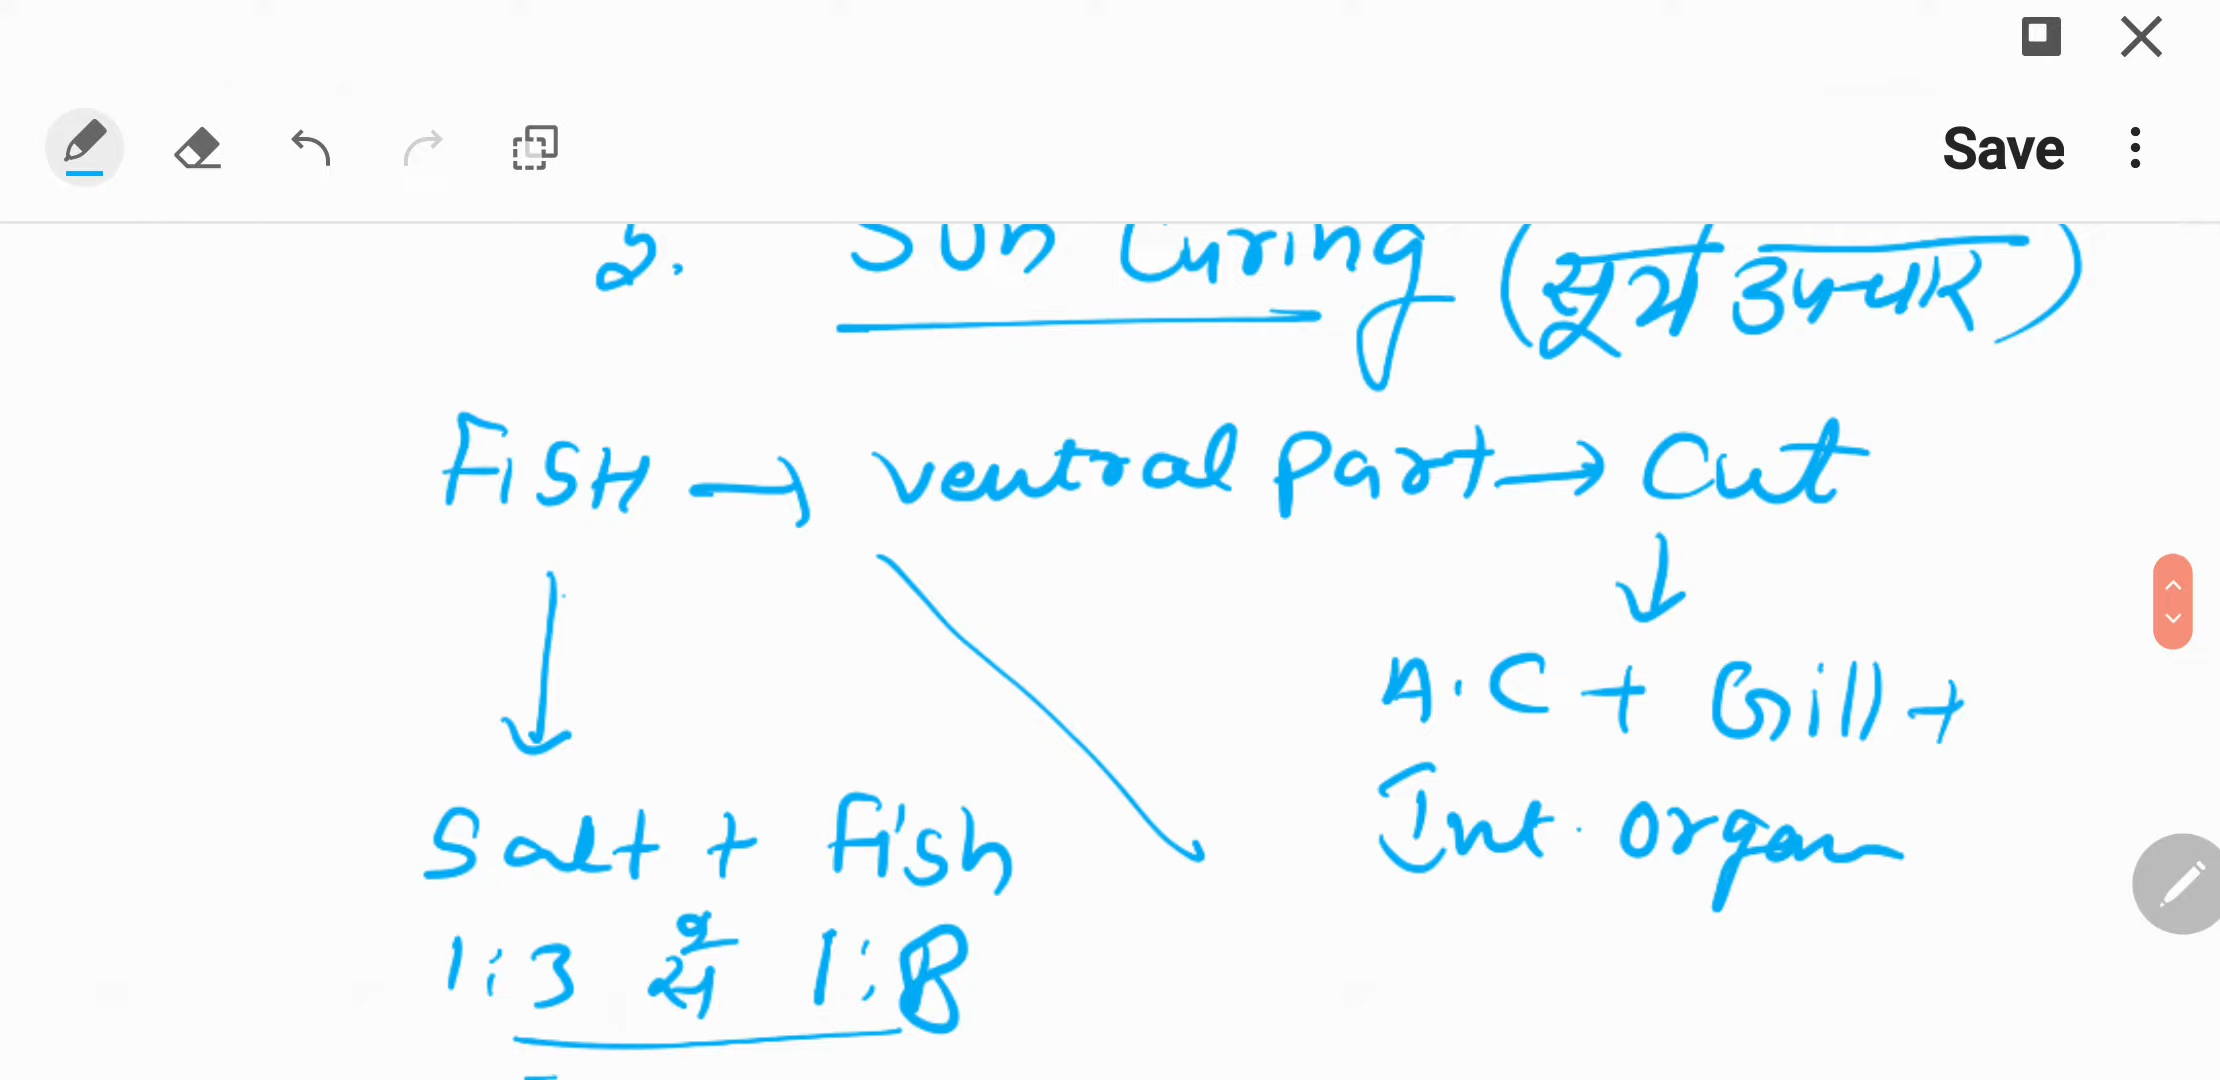 Save
2. Sun Curing (सूर्य उपचार)
FISH → ventral part → Cut
A.C + Gill +
Int. organ
Salt + Fish
1:3 से 1:8